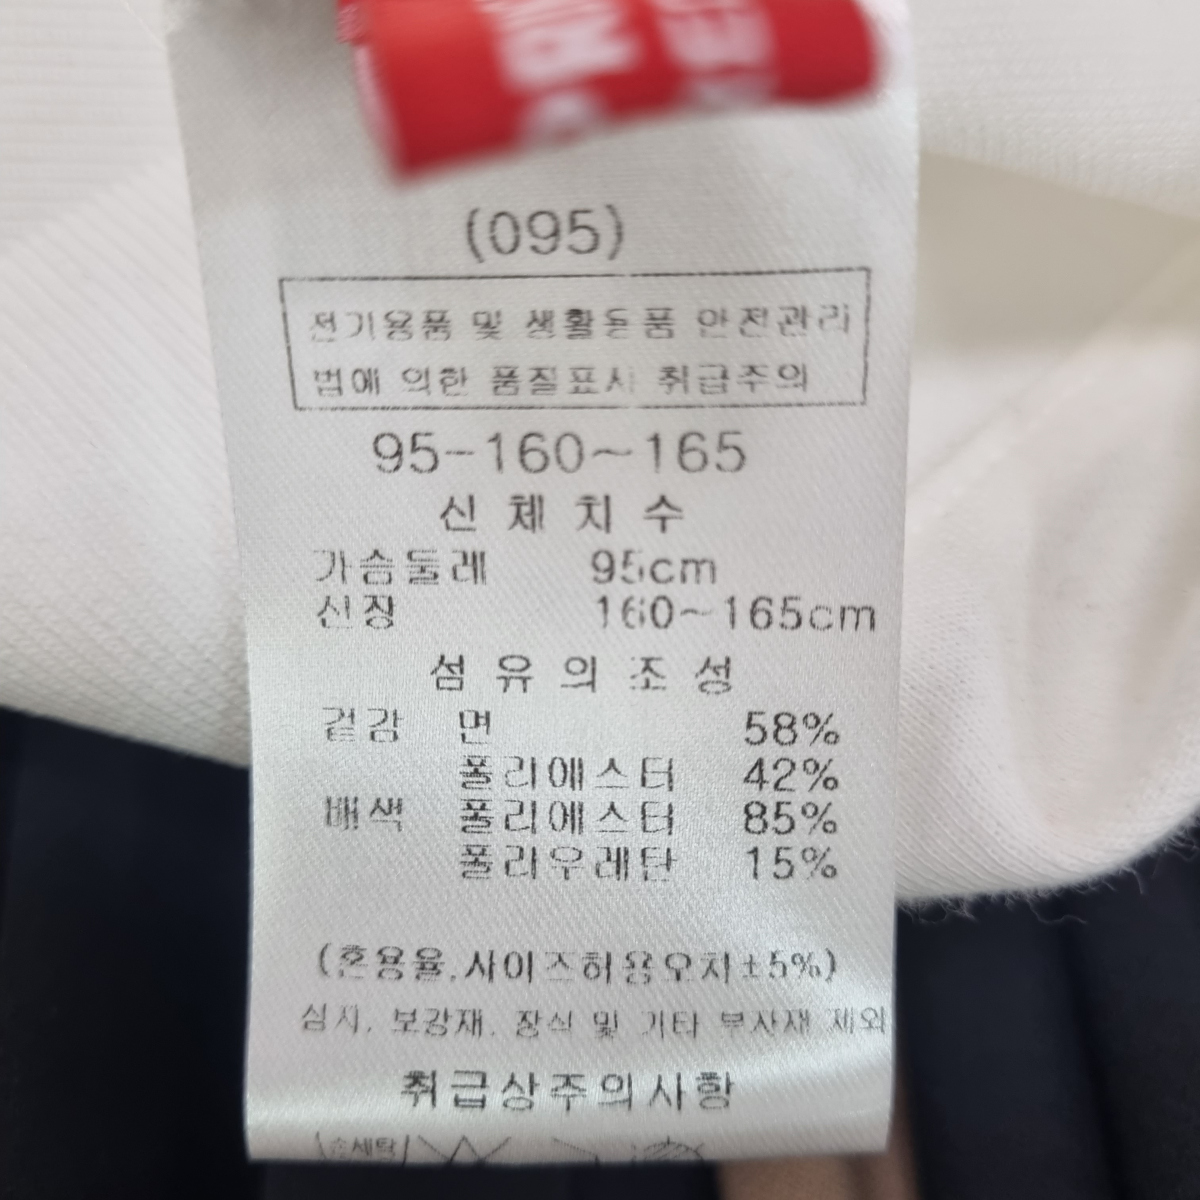 (095)
전기용품 및 생활용품 안전관리
법에 의한 품질표시 취급주의
95-160~165
신체치수
가슴둘레 95cm
신장 160~165cm
섬유의조성
겉감 면 58%
폴리에스터 42%
배색 폴리에스터 85%
폴리우레탄 15%
(혼용율.사이즈허용오차±5%)
심지, 보강재, 장식 및 기타 부자재 제외
취급상주의사항
손세탁